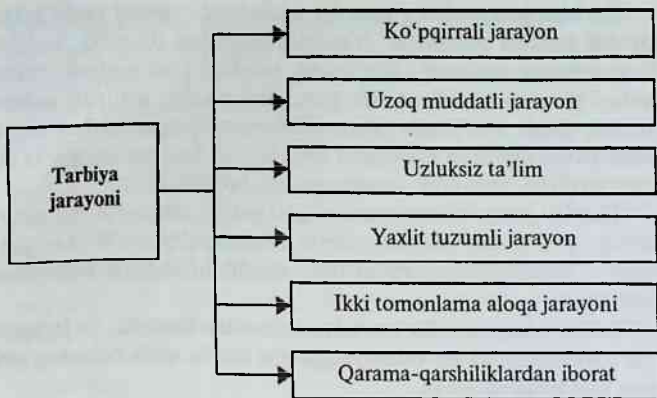 Ko‘pqirrali jarayon
Uzoq muddatli jarayon
Tarbiya
jarayoni
Uzluksiz ta’lim
Yaxlit tuzumli jarayon
Ikki tomonlama aloqa jarayoni
Qarama-qarshiliklardan iborat